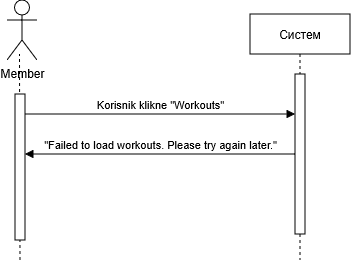 Систем
Member
Korisnik klikne "Workouts"
"Failed to load workouts. Please try again later."